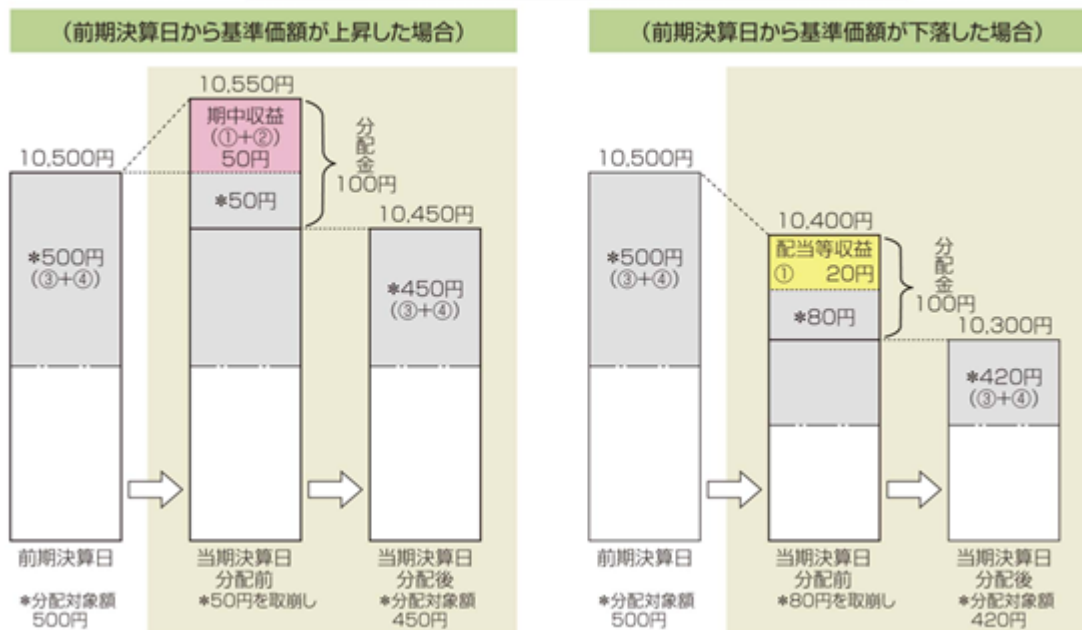 (前期決算日から基準価額が上昇した場合)
10,550円
期中収益
(①+②)
50円
10,500円
*50円
分配金
100円
10,450円
*500円
(③+④)
*450円
(③+④)
前期決算日
当期決算日
分配前
当期決算日
分配後
*分配対象額
500円
*50円を取崩し
*分配対象額
450円
(前期決算日から基準価額が下落した場合)
10,500円
10,400円
配当等収益
① 20円
*80円
分配金
100円
10,300円
*500円
(③+④)
*420円
(③+④)
前期決算日
当期決算日
分配前
当期決算日
分配後
*分配対象額
500円
*80円を取崩し
*分配対象額
420円